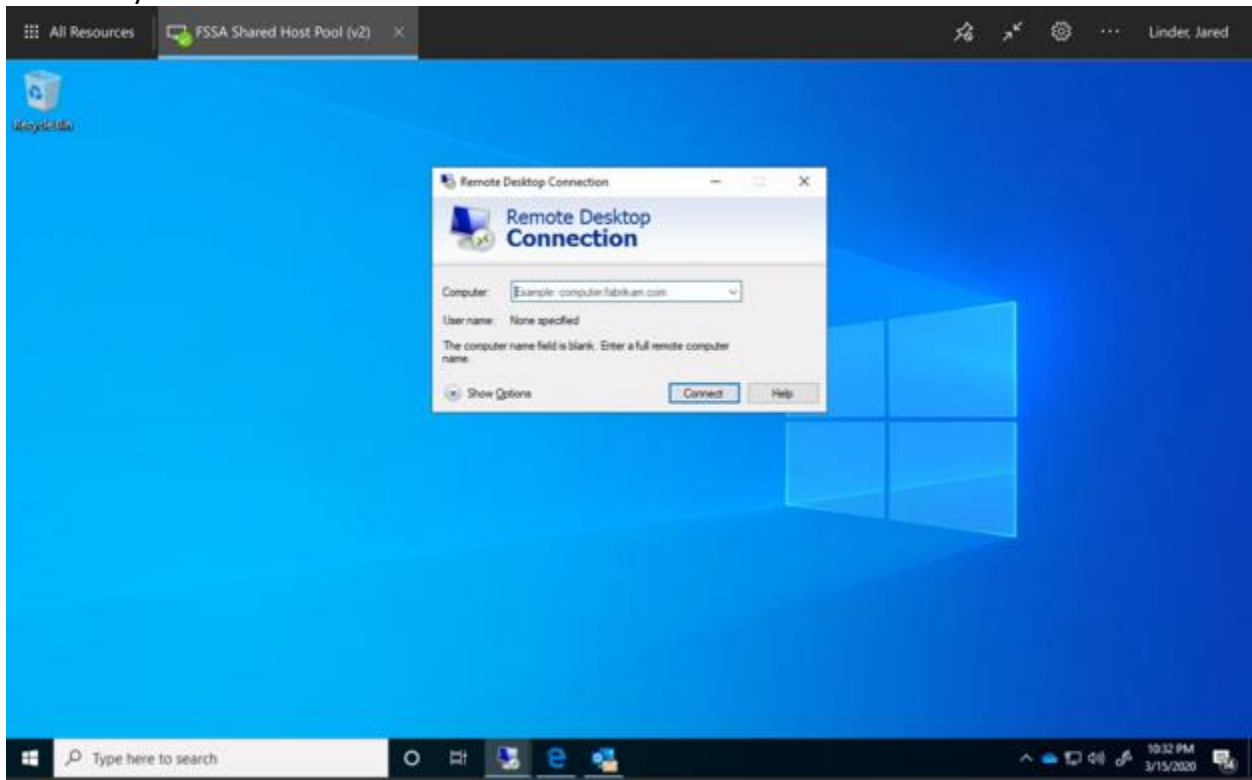 All Resources
FSSA Shared Host Pool (v2)
Linder, Jared
Recycle Bin
Remote Desktop Connection
Remote Desktop
Connection
Computer:
Example: computer.fabrikam.com
User name:
None specified
The computer name field is blank. Enter a full remote computer
name.
Show Options
Connect
Help
Type here to search
10:32 PM
3/15/2020